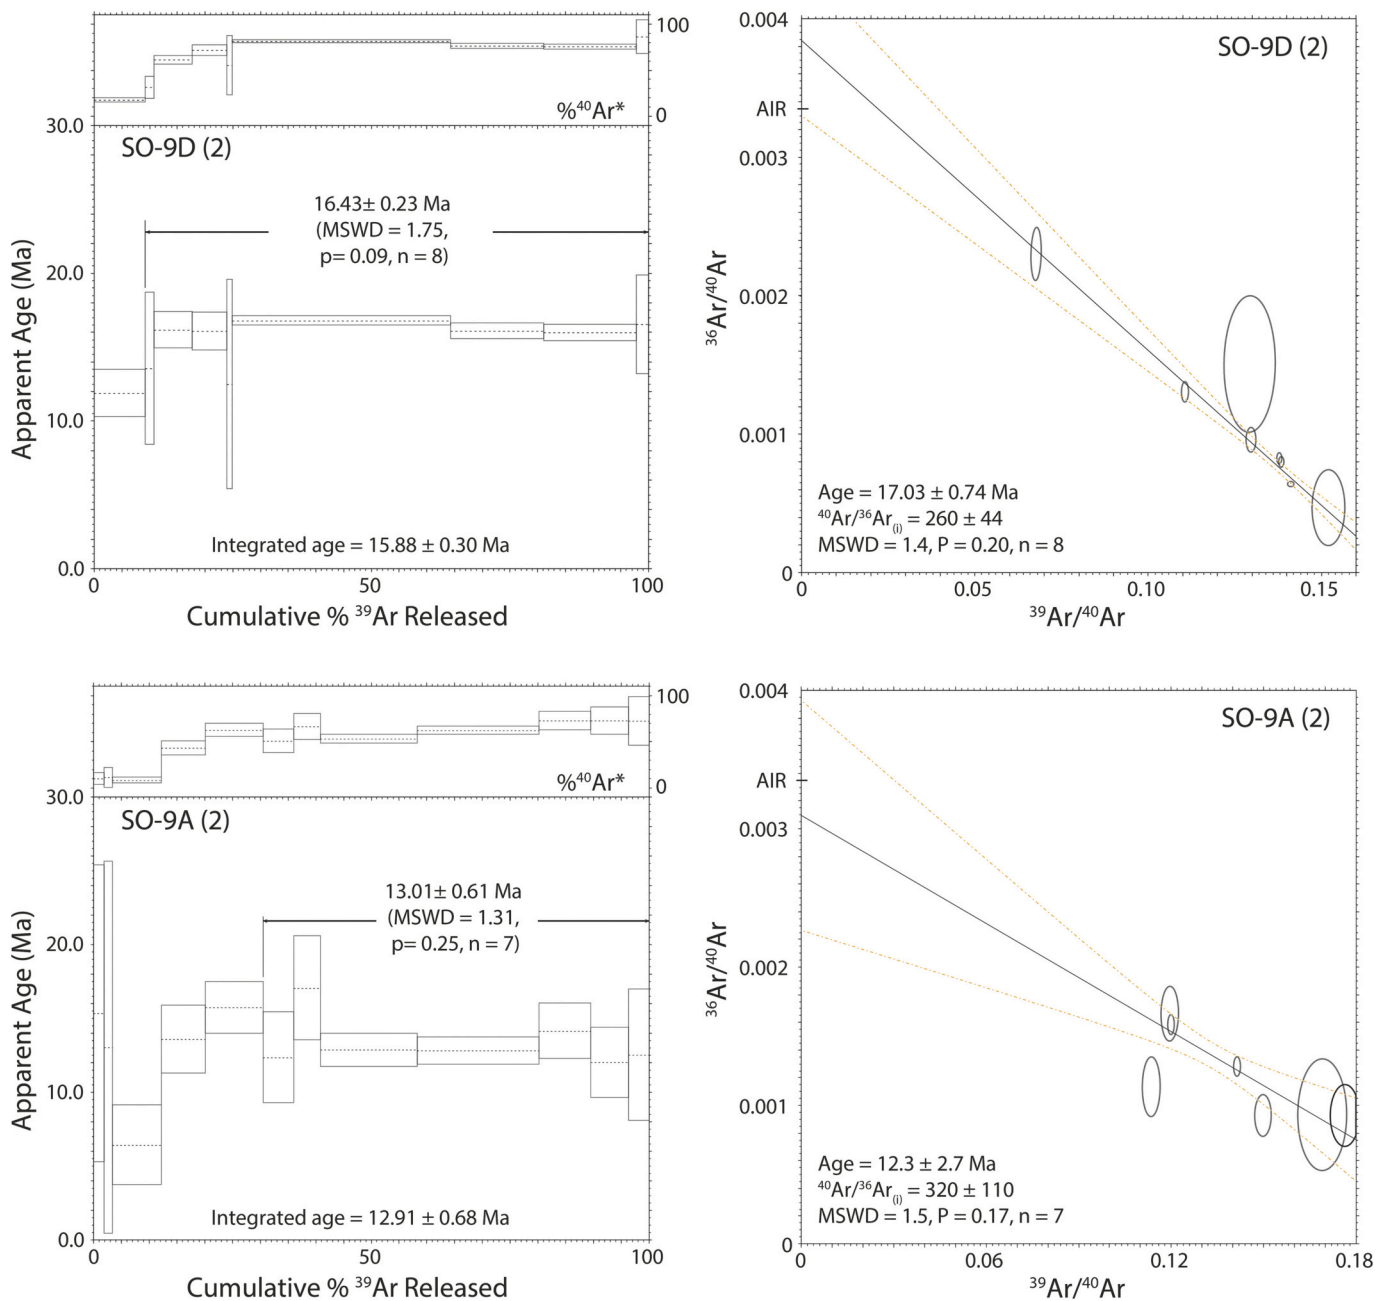 100
%⁴⁰Ar*
0
30.0
SO-9D (2)
16.43± 0.23 Ma
(MSWD = 1.75,
p= 0.09, n = 8)
20.0
10.0
0.0
Apparent Age (Ma)
Integrated age = 15.88 ± 0.30 Ma
0 50 100
Cumulative % ³⁹Ar Released
0.004
SO-9D (2)
AIR
0.003
0.002
0.001
0
³⁶Ar/⁴⁰Ar
Age = 17.03 ± 0.74 Ma
⁴⁰Ar/³⁶Ar(i) = 260 ± 44
MSWD = 1.4, P = 0.20, n = 8
0.05 0.10 0.15
³⁹Ar/⁴⁰Ar
100
%⁴⁰Ar*
0
30.0
SO-9A (2)
13.01± 0.61 Ma
(MSWD = 1.31,
p= 0.25, n = 7)
20.0
10.0
0.0
Apparent Age (Ma)
Integrated age = 12.91 ± 0.68 Ma
0 50 100
Cumulative % ³⁹Ar Released
0.004
SO-9A (2)
AIR
0.003
0.002
0.001
0
³⁶Ar/⁴⁰Ar
Age = 12.3 ± 2.7 Ma
⁴⁰Ar/³⁶Ar(i) = 320 ± 110
MSWD = 1.5, P = 0.17, n = 7
0 0.06 0.12 0.18
³⁹Ar/⁴⁰Ar